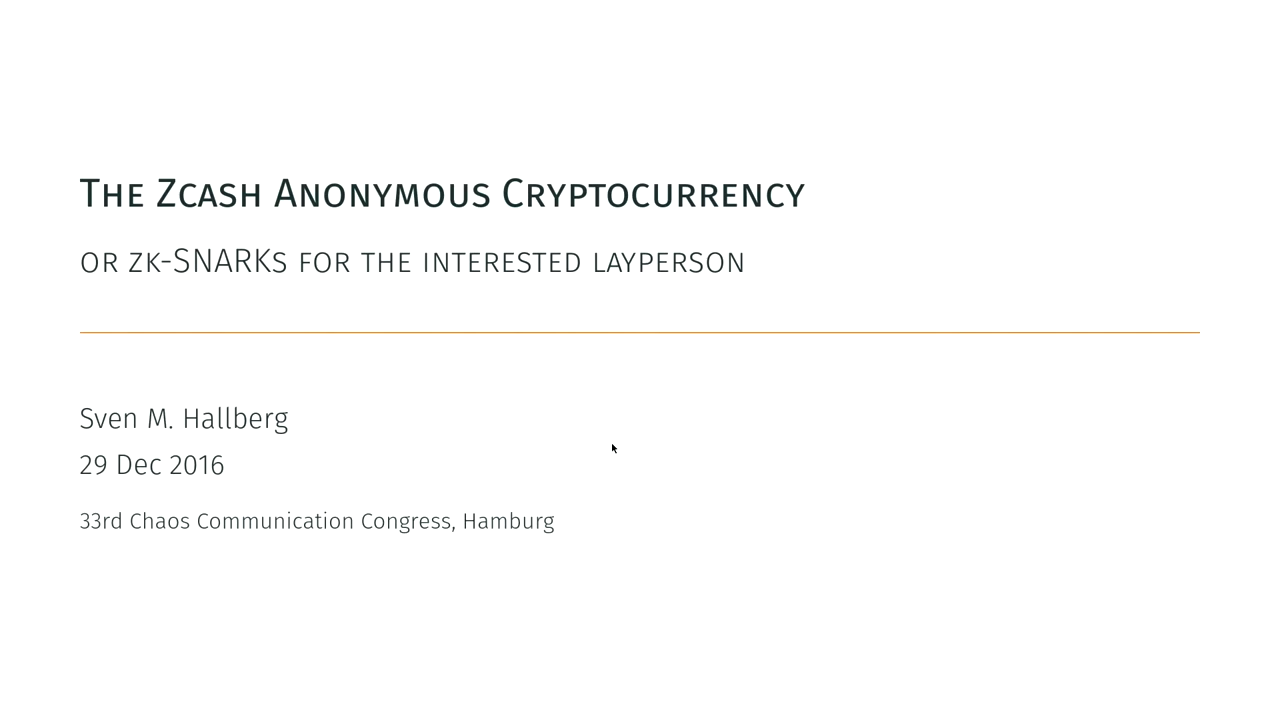 The Zcash Anonymous Cryptocurrency
or zk-SNARKs for the interested layperson
Sven M. Hallberg
29 Dec 2016
33rd Chaos Communication Congress, Hamburg